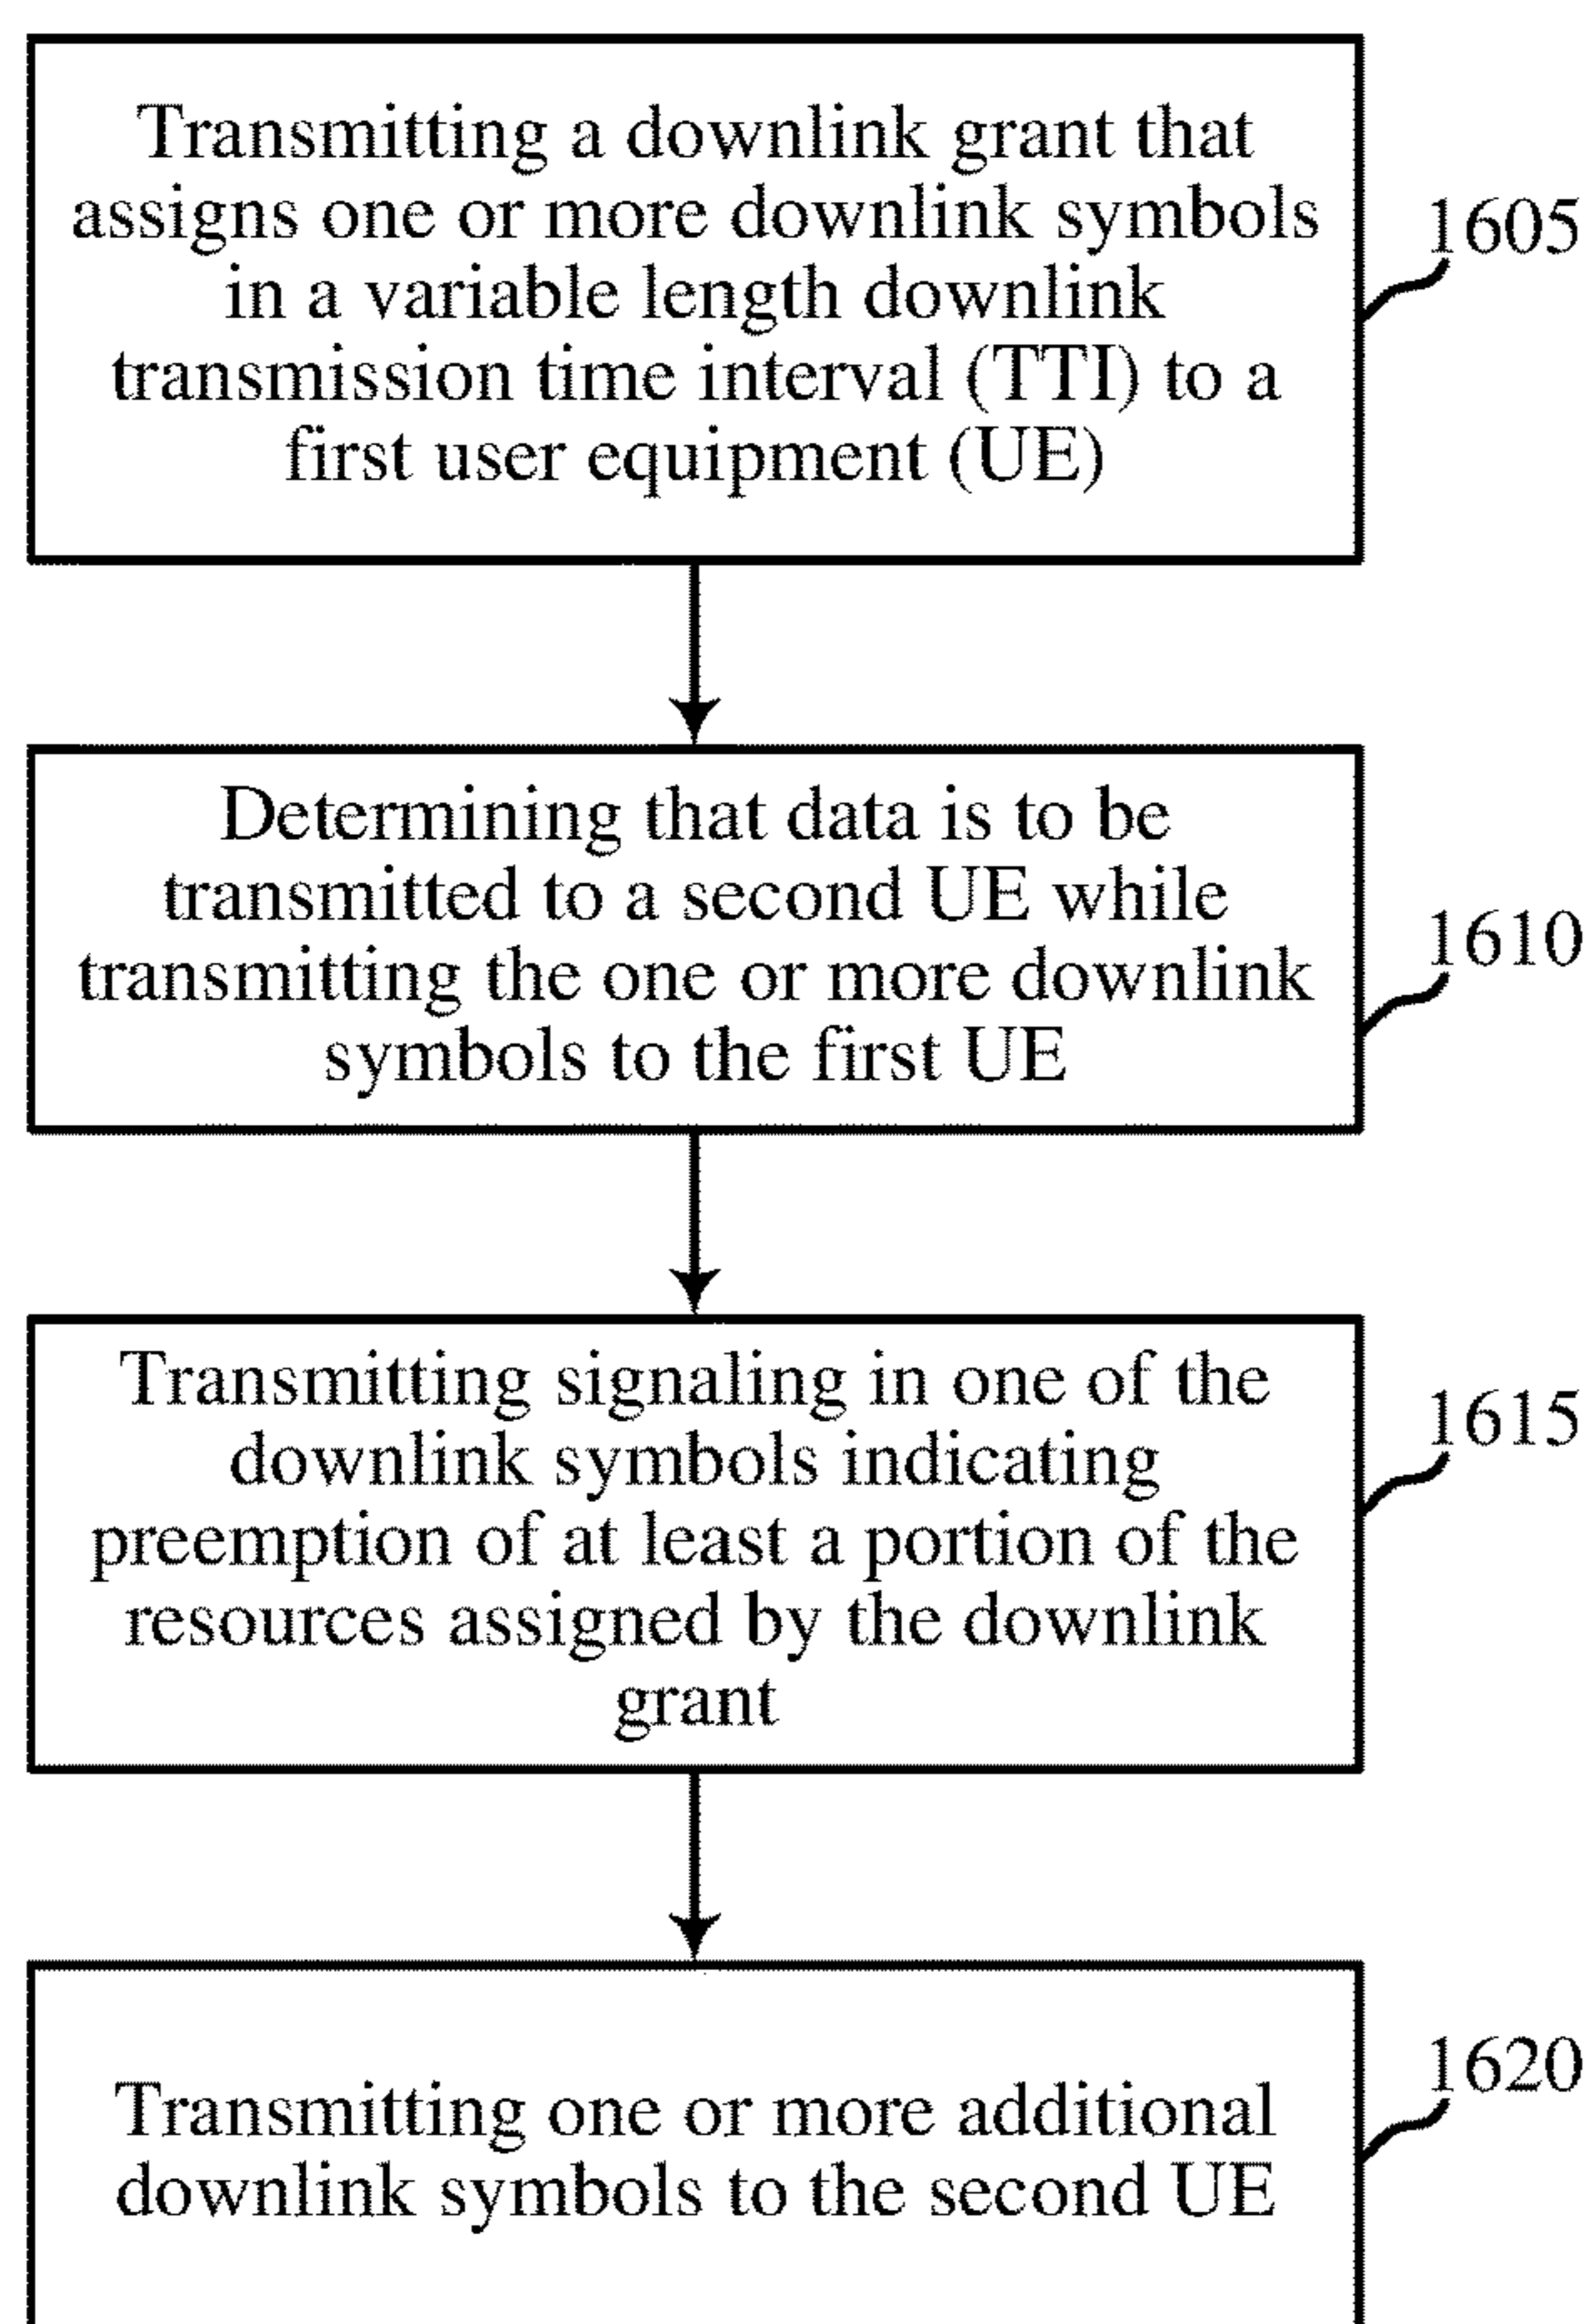 Transmitting a downlink grant that
assigns one or more downlink symbols
in a variable length downlink
transmission time interval (TTI) to a
first user equipment (UE)
1605
Determining that data is to be
transmitted to a second UE while
transmitting the one or more downlink
symbols to the first UE
1610
Transmitting signaling in one of the
downlink symbols indicating
preemption of at least a portion of the
resources assigned by the downlink
grant
1615
Transmitting one or more additional
downlink symbols to the second UE
1620